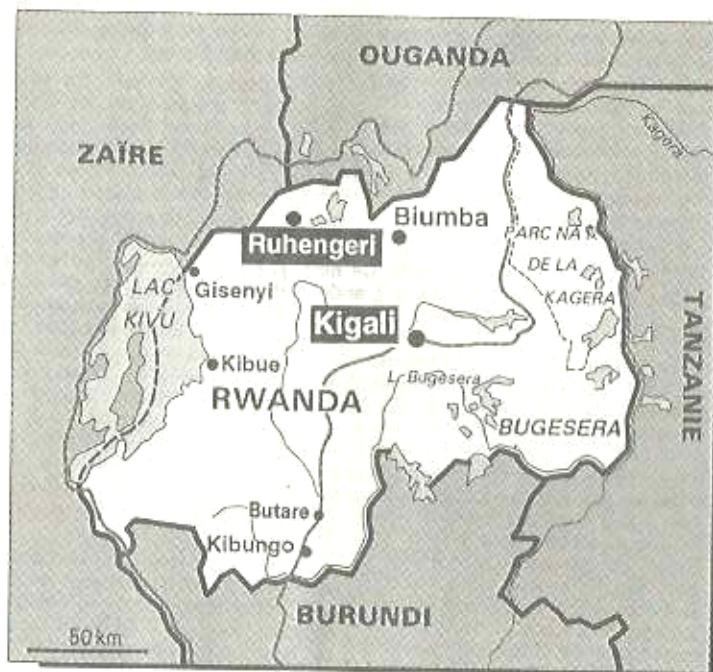 OUGANDA
ZAÏRE
Kagera
Biumba
Ruhengeri
PARC NAT.
DE LA
KAGERA
LAC
KIVU
Gisenyi
TANZANIE
Kigali
Kibue
L. Bugesera
RWANDA
BUGESERA
Butare
Kibungo
BURUNDI
50 km